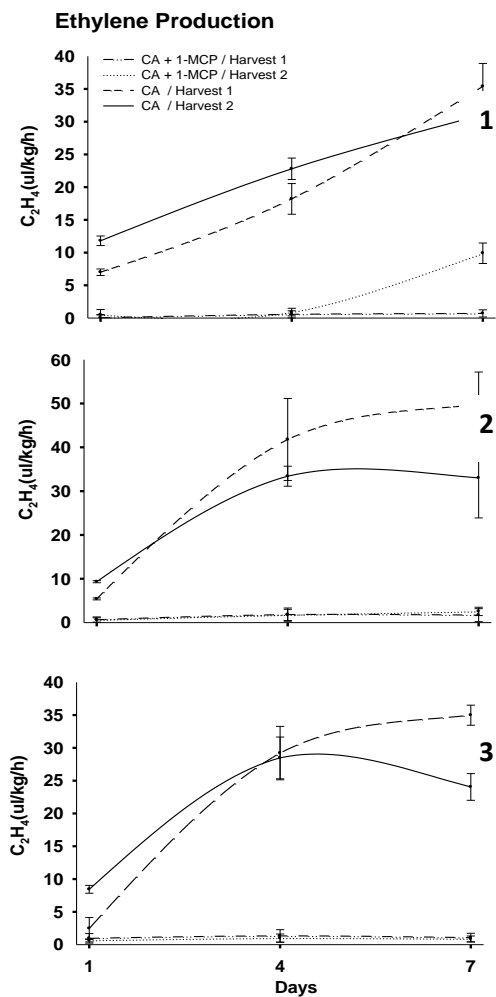 Ethylene Production
CA + 1-MCP / Harvest 1
CA + 1-MCP / Harvest 2
CA / Harvest 1
CA / Harvest 2
C2H4(ul/kg/h)
40
35
30
25
20
15
10
5
0
1
C2H4(ul/kg/h)
60
50
40
30
20
10
0
2
C2H4(ul/kg/h)
40
35
30
25
20
15
10
5
0
3
1 4 7
Days